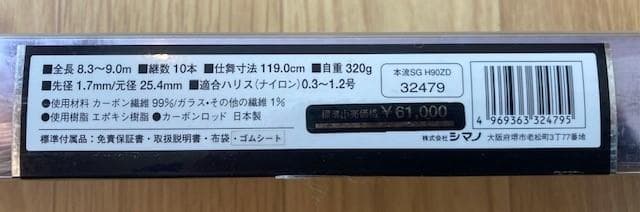 ■全長 8.3～9.0m ■継数 10本 ■仕舞寸法 119.0cm ■自重 320g
■先径 1.7mm/元径 25.4mm ■適合ハリス(ナイロン)0.3～1.2号
●使用材料 カーボン繊維 99%/ガラス・その他の繊維 1%
●使用樹脂 エポキシ樹脂 ●カーボンロッド 日本製
標準小売価格 ¥61,000
標準付属品：免責保証書・取扱説明書・布袋・ゴムシート
本流SG H90ZD
32479
4 969363 324795
株式会社 シマノ 大阪府堺市老松町3丁77番地